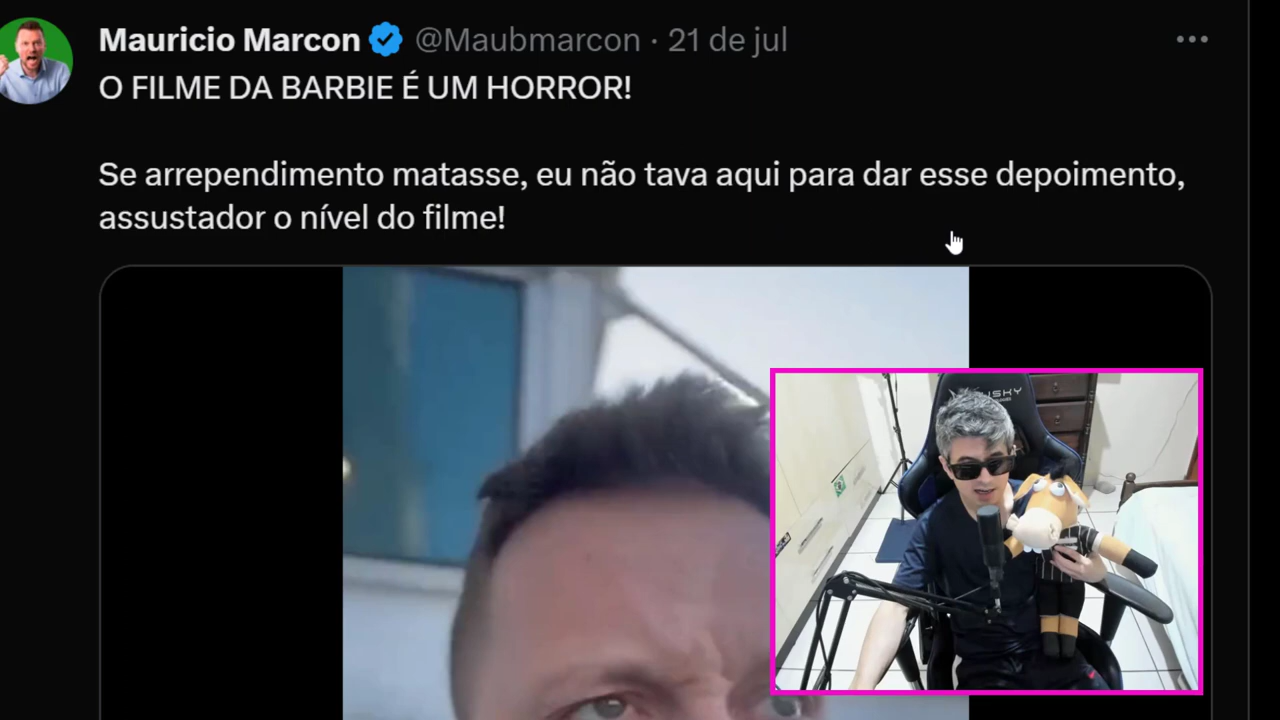 Mauricio Marcon @Maubmarcon · 21 de jul
O FILME DA BARBIE É UM HORROR!
Se arrependimento matasse, eu não tava aqui para dar esse depoimento,
assustador o nível do filme!